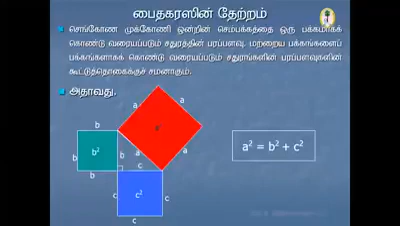 பைதகரஸின் தேற்றம்
செங்கோண முக்கோணி ஒன்றின் செம்பக்கத்தை ஒரு பக்கமாகக்
கொண்டு வரையப்படும் சதுரத்தின் பரப்பளவு, மற்றைய பக்கங்களைப்
பக்கங்களாகக் கொண்டு வரையப்படும் சதுரங்களின் பரப்பளவுகளின்
கூட்டுத்தொகைக்குச் சமனாகும்.
அதாவது,
a a
b
a²
b b² b a a
b
c
c c² c
c
a² = b² + c²